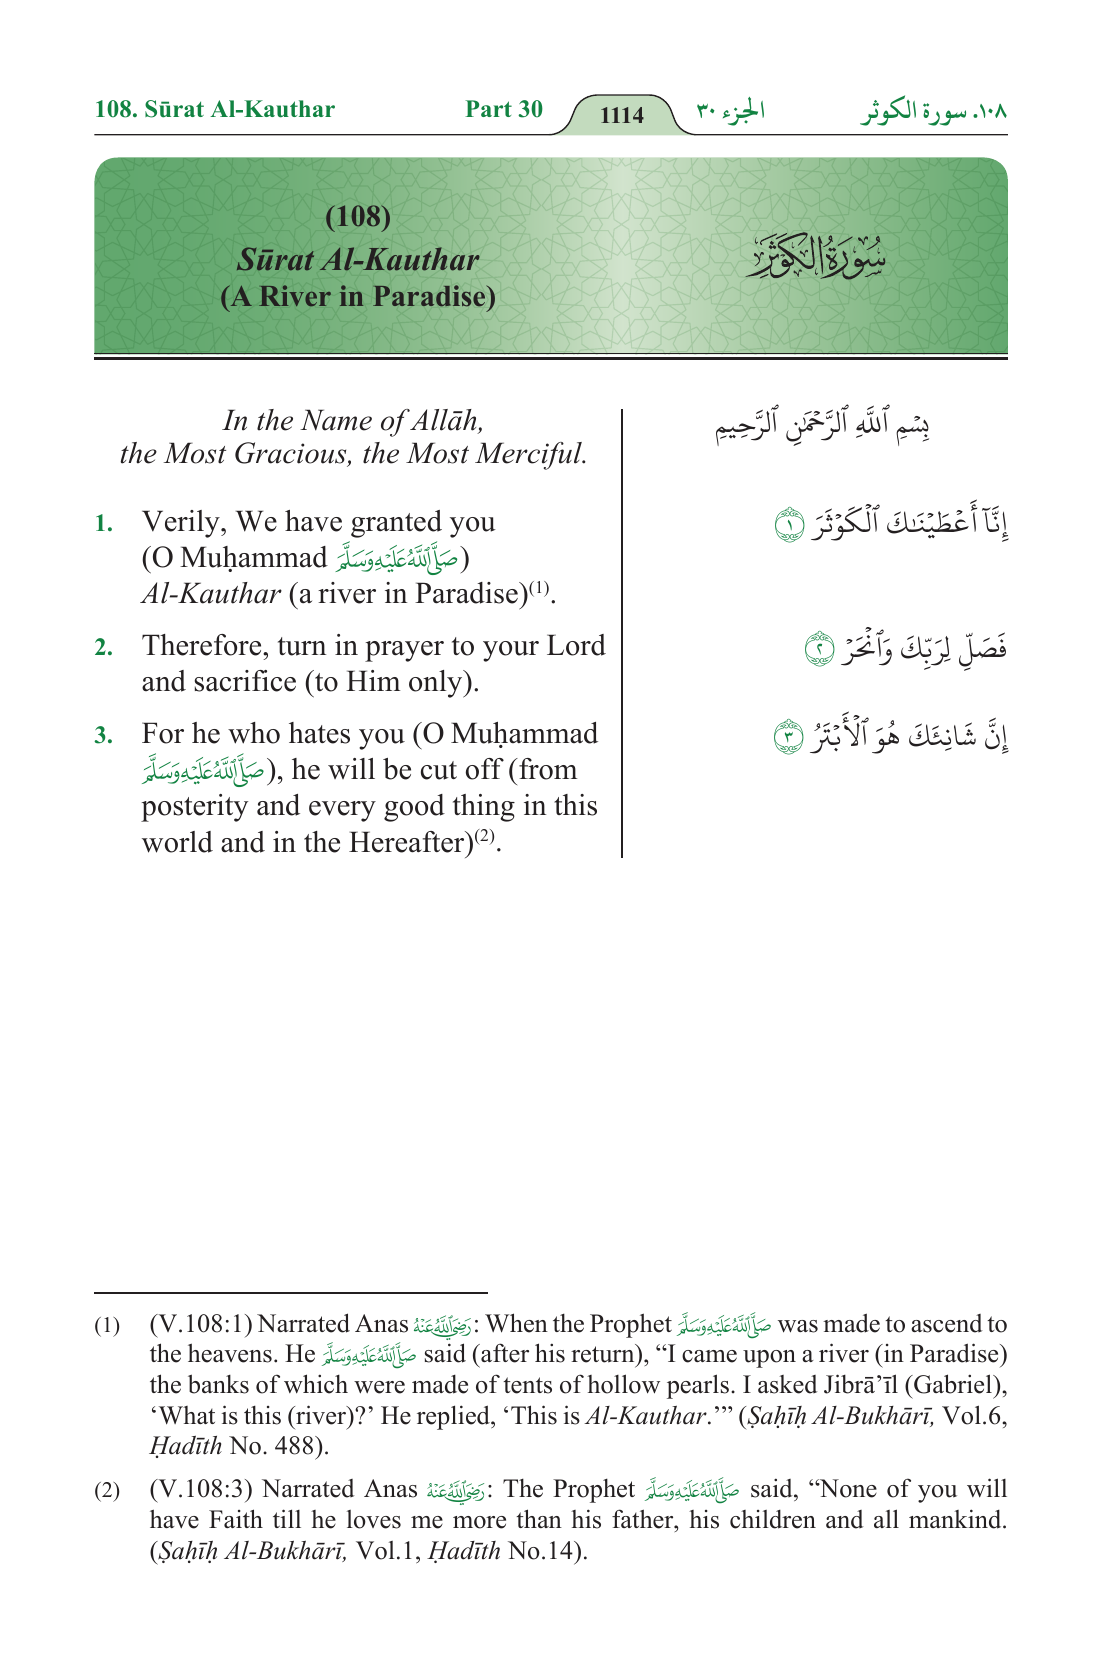 108. Sūrat Al-Kauthar Part 30 1114 الجزء ٣٠ ١٠٨. سورة الكوثر
(108)
Sūrat Al-Kauthar
(A River in Paradise)
سُورَةُ الكَوْثَرِ
In the Name of Allāh,
the Most Gracious, the Most Merciful.
1. Verily, We have granted you
(O Muḥammad صَلَّى اللَّهُ عَلَيْهِ وَسَلَّمَ)
Al-Kauthar (a river in Paradise)(1).
2. Therefore, turn in prayer to your Lord
and sacrifice (to Him only).
3. For he who hates you (O Muḥammad
صَلَّى اللَّهُ عَلَيْهِ وَسَلَّمَ), he will be cut off (from
posterity and every good thing in this
world and in the Hereafter)(2).
بِسْمِ ٱللَّهِ ٱلرَّحْمَٰنِ ٱلرَّحِيمِ
إِنَّآ أَعْطَيْنَٰكَ ٱلْكَوْثَرَ ١
فَصَلِّ لِرَبِّكَ وَٱنْحَرْ ٢
إِنَّ شَانِئَكَ هُوَ ٱلْأَبْتَرُ ٣
(1) (V.108:1) Narrated Anas رَضِيَ اللَّهُ عَنْهُ: When the Prophet صَلَّى اللَّهُ عَلَيْهِ وَسَلَّمَ was made to ascend to
the heavens. He صَلَّى اللَّهُ عَلَيْهِ وَسَلَّمَ said (after his return), “I came upon a river (in Paradise)
the banks of which were made of tents of hollow pearls. I asked Jibrā’īl (Gabriel),
‘What is this (river)?’ He replied, ‘This is Al-Kauthar.’” (Ṣaḥīḥ Al-Bukhārī, Vol.6,
Ḥadīth No. 488).
(2) (V.108:3) Narrated Anas رَضِيَ اللَّهُ عَنْهُ: The Prophet صَلَّى اللَّهُ عَلَيْهِ وَسَلَّمَ said, “None of you will
have Faith till he loves me more than his father, his children and all mankind.
(Ṣaḥīḥ Al-Bukhārī, Vol.1, Ḥadīth No.14).